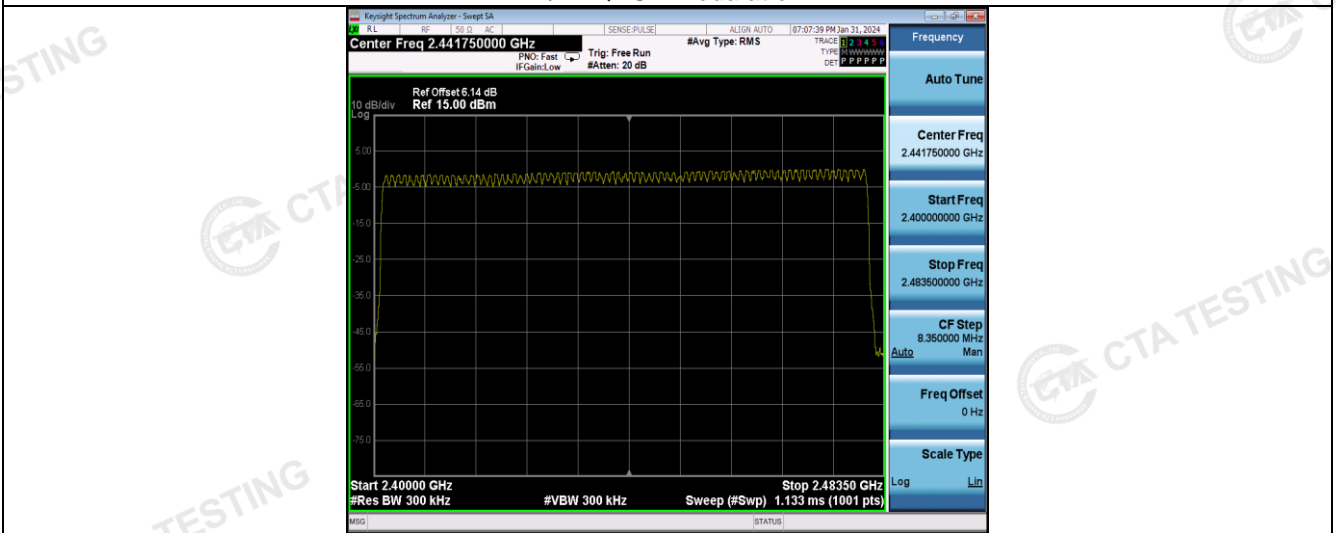 Keysight Spectrum Analyzer - Swept SA
RL RF 50 Ω AC SENSE:PULSE ALIGN AUTO 07:07:39 PM Jan 31, 2024
Center Freq 2.441750000 GHz
#Avg Type: RMS
TRACE 1 2 3 4 5 6
PNO: Fast Trig: Free Run
TYPE M WWWWW
IFGain:Low #Atten: 20 dB
DET P P P P P P
Ref Offset 6.14 dB
10 dB/div Ref 15.00 dBm
Log
5.00
-5.00
-15.0
-25.0
-35.0
-45.0
-55.0
-65.0
-75.0
Start 2.40000 GHz Stop 2.48350 GHz
#Res BW 300 kHz #VBW 300 kHz Sweep (#Swp) 1.133 ms (1001 pts)
MSG STATUS
Frequency
Auto Tune
Center Freq
2.441750000 GHz
Start Freq
2.400000000 GHz
Stop Freq
2.483500000 GHz
CF Step
8.350000 MHz
Auto Man
Freq Offset
0 Hz
Scale Type
Log Lin
STING
CTA
CTA TESTING
TESTING